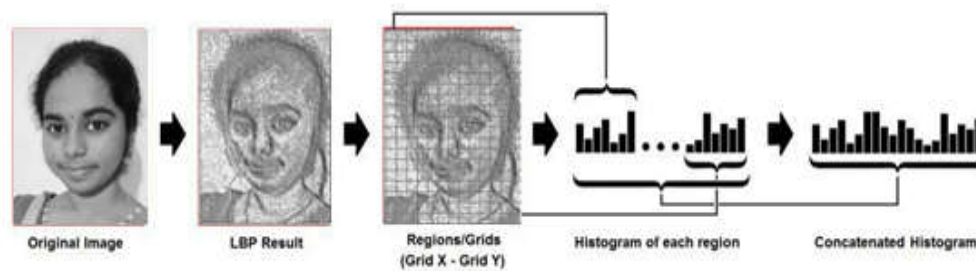 Original Image
LBP Result
Regions/Grids
(Grid X - Grid Y)
Histogram of each region
Concatenated Histogram